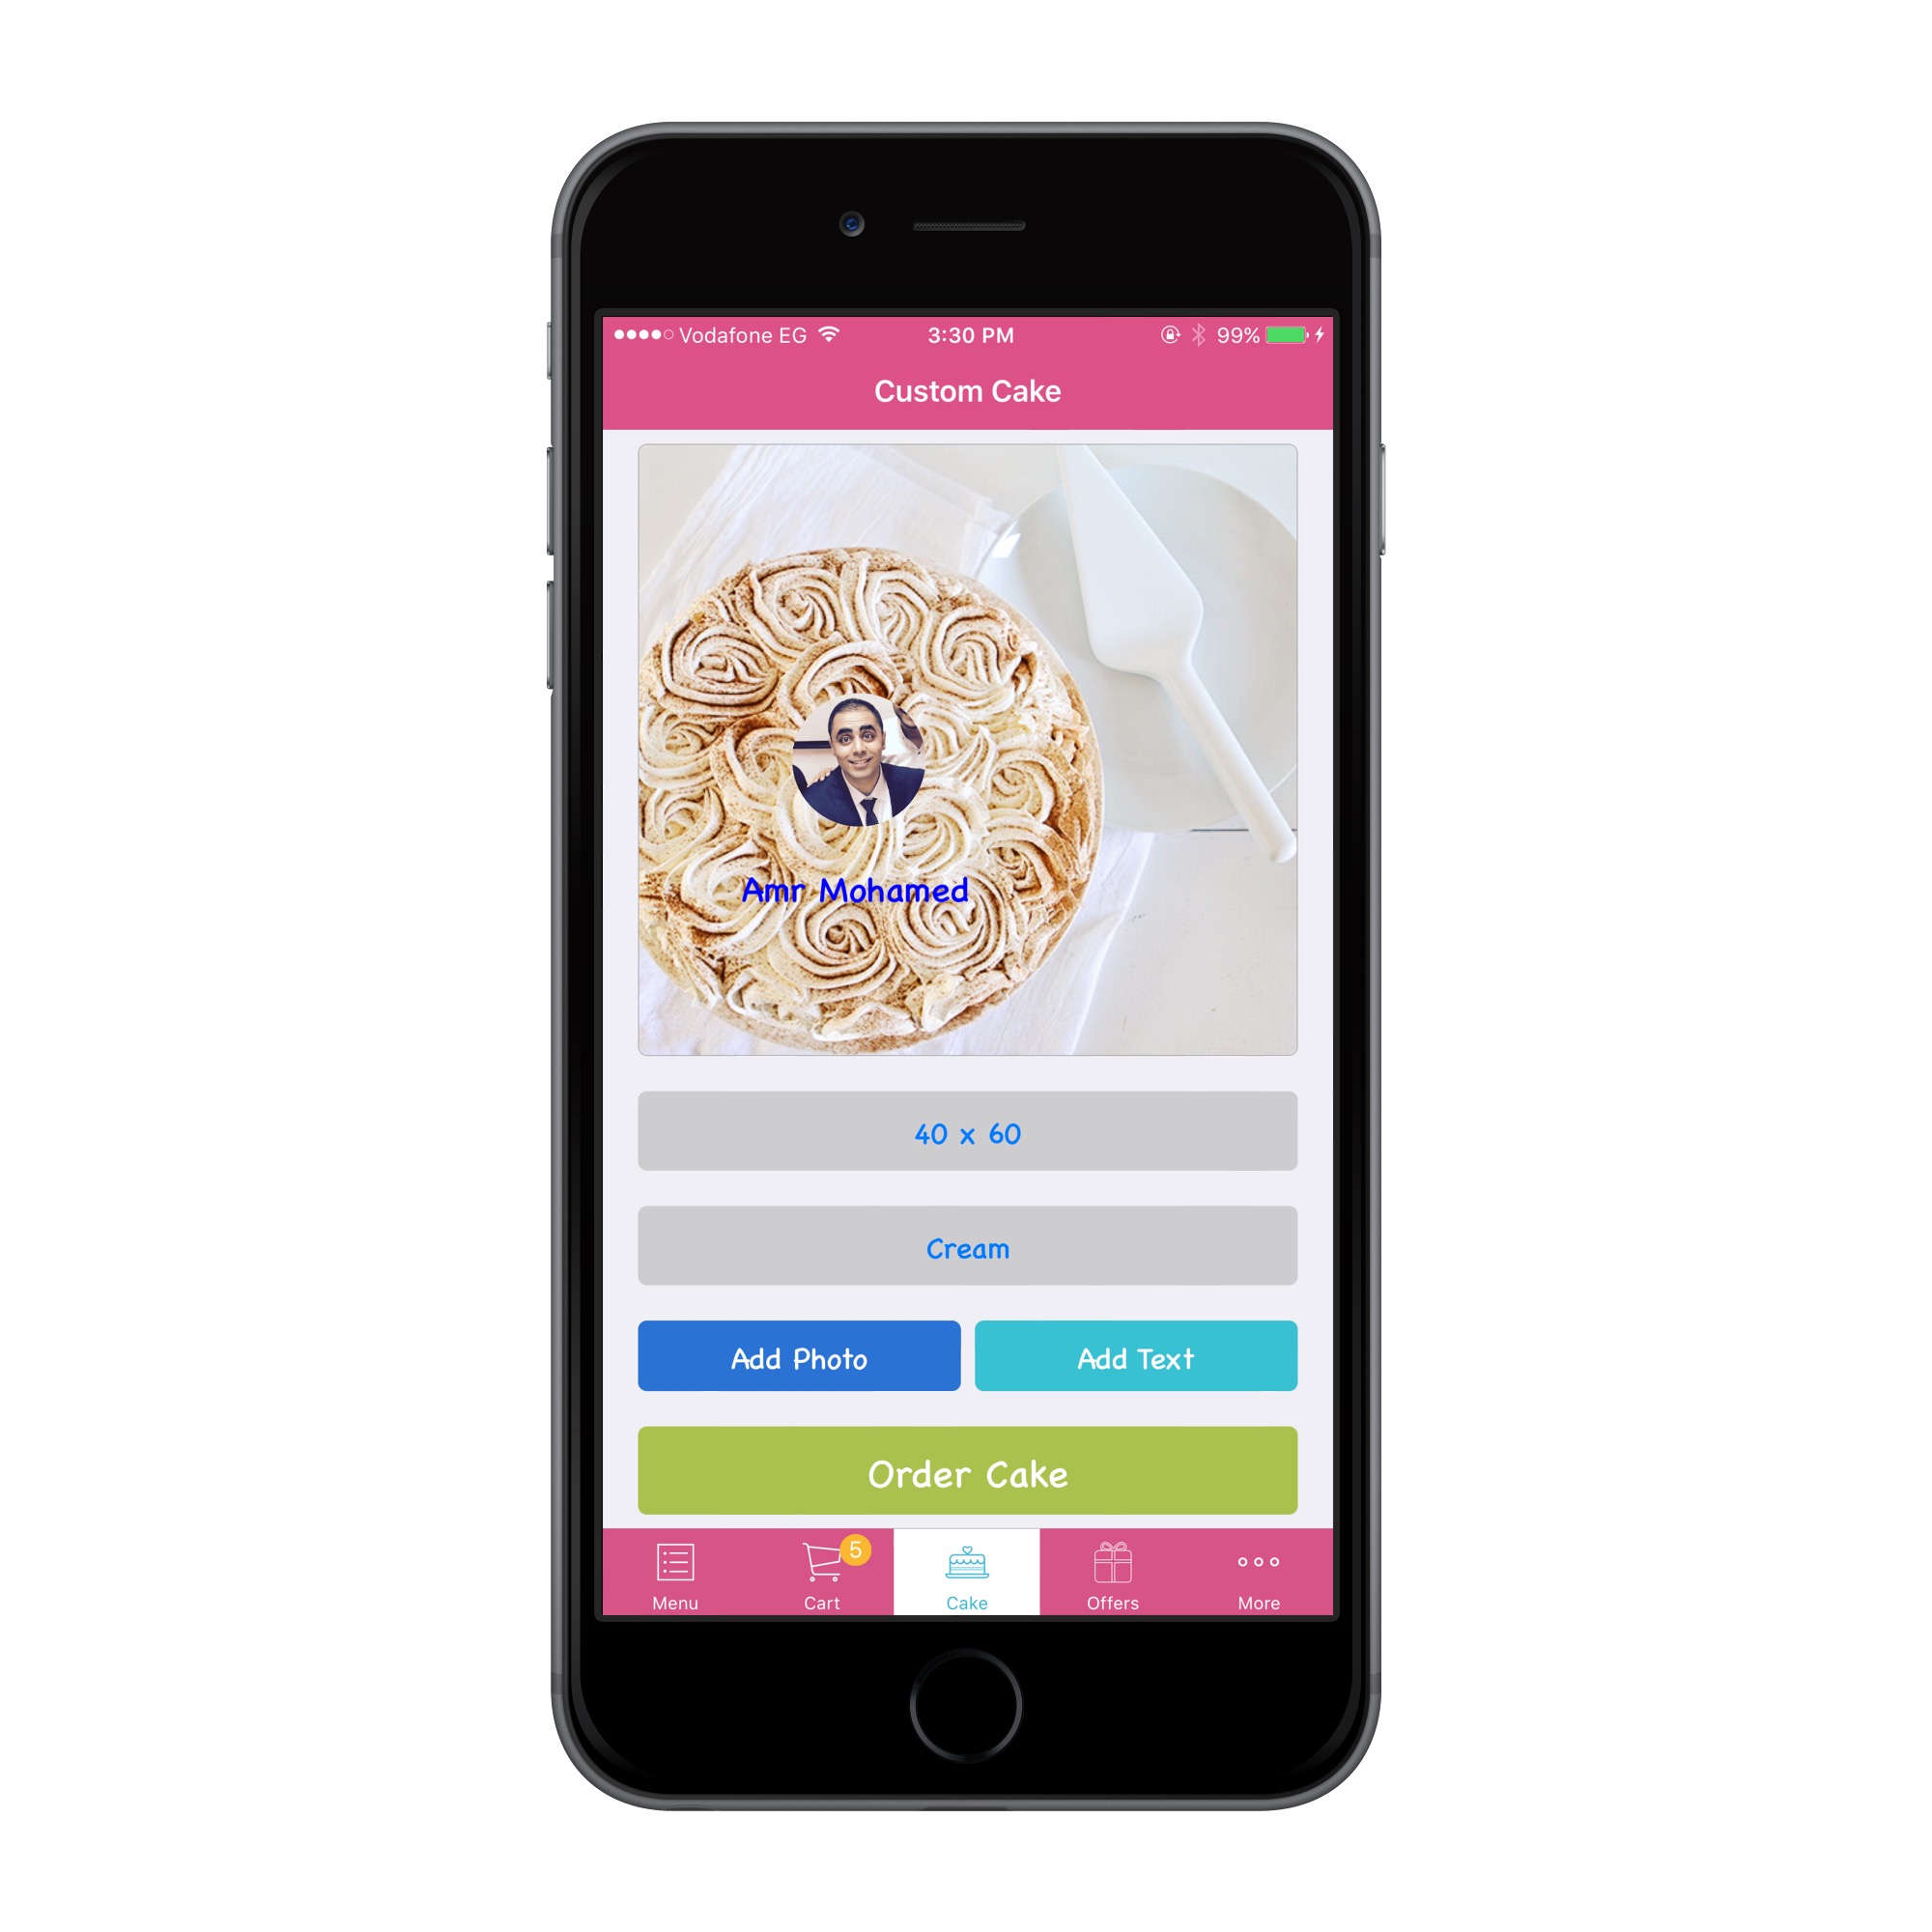 Vodafone EG 3:30 PM 99%
Custom Cake
Amr Mohamed
40 x 60
Cream
Add Photo Add Text
Order Cake
5
Menu Cart Cake Offers More